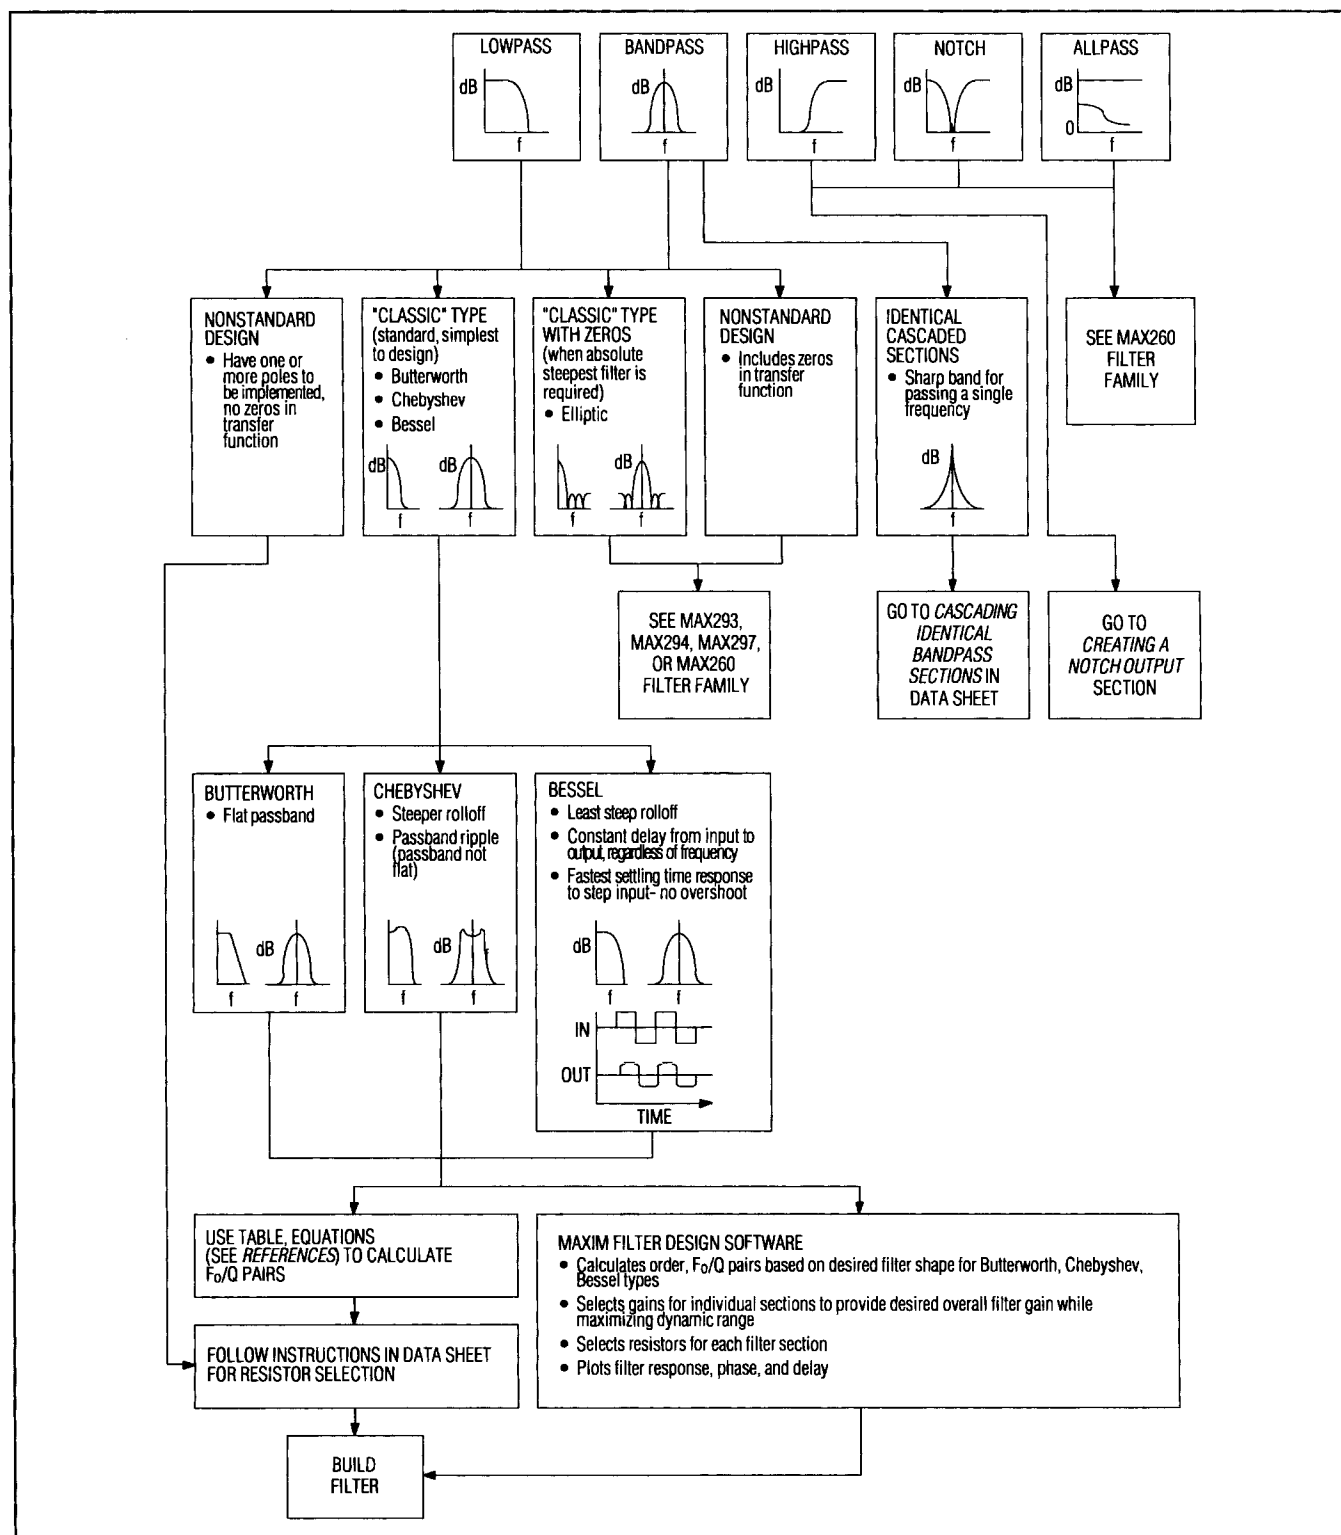 LOWPASS
dB
f
BANDPASS
dB
f
HIGHPASS
dB
f
NOTCH
dB
f
ALLPASS
dB
0
f
NONSTANDARD
DESIGN
• Have one or
more poles to
be implemented,
no zeros in
transfer
function
"CLASSIC" TYPE
(standard, simplest
to design)
• Butterworth
• Chebyshev
• Bessel
dB
f
dB
f
"CLASSIC" TYPE
WITH ZEROS
(when absolute
steepest filter is
required)
• Elliptic
f
dB
f
NONSTANDARD
DESIGN
• Includes zeros
in transfer
function
IDENTICAL
CASCADED
SECTIONS
• Sharp band for
passing a single
frequency
dB
f
SEE MAX260
FILTER
FAMILY
SEE MAX293,
MAX294, MAX297,
OR MAX260
FILTER FAMILY
GO TO CASCADING
IDENTICAL
BANDPASS
SECTIONS IN
DATA SHEET
GO TO
CREATING A
NOTCH OUTPUT
SECTION
BUTTERWORTH
• Flat passband
f
dB
f
CHEBYSHEV
• Steeper rolloff
• Passband ripple
(passband not
flat)
f
dB
f
BESSEL
• Least steep rolloff
• Constant delay from input to
output, regardless of frequency
• Fastest settling time response
to step input– no overshoot
dB
f
f
IN
OUT
TIME
USE TABLE, EQUATIONS
(SEE REFERENCES) TO CALCULATE
Fo/Q PAIRS
FOLLOW INSTRUCTIONS IN DATA SHEET
FOR RESISTOR SELECTION
MAXIM FILTER DESIGN SOFTWARE
• Calculates order, Fo/Q pairs based on desired filter shape for Butterworth, Chebyshev,
Bessel types
• Selects gains for individual sections to provide desired overall filter gain while
maximizing dynamic range
• Selects resistors for each filter section
• Plots filter response, phase, and delay
BUILD
FILTER